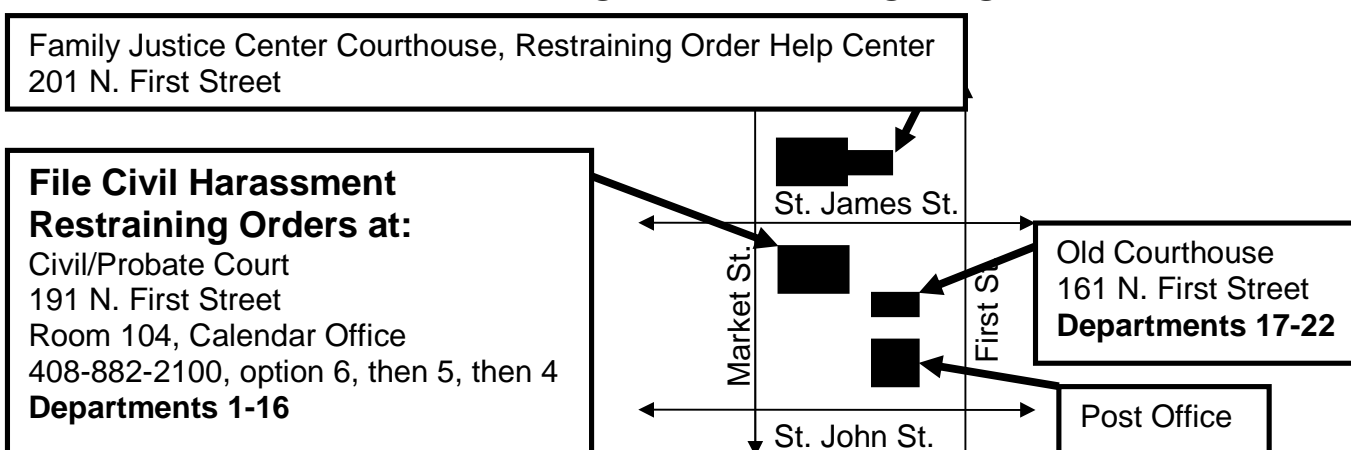 Family Justice Center Courthouse, Restraining Order Help Center
201 N. First Street
File Civil Harassment
Restraining Orders at:
Civil/Probate Court
191 N. First Street
Room 104, Calendar Office
408-882-2100, option 6, then 5, then 4
Departments 1-16
St. James St.
Market St.
First St
Old Courthouse
161 N. First Street
Departments 17-22
Post Office
St. John St.